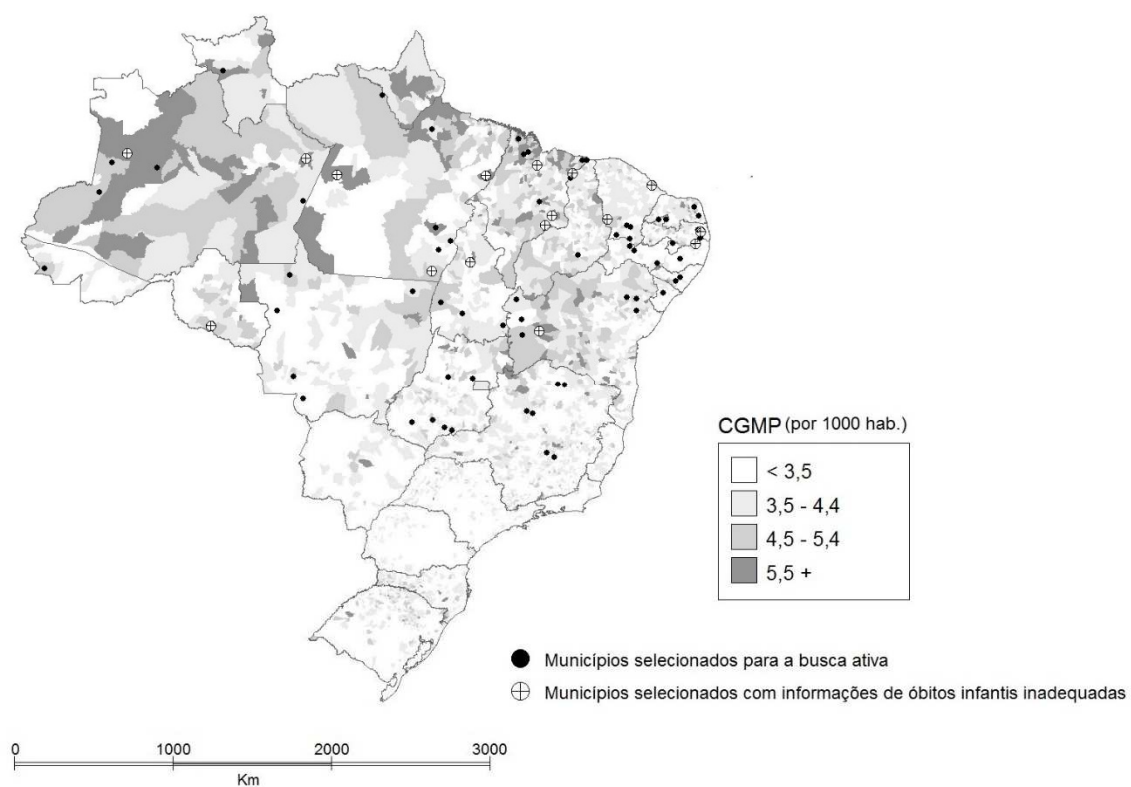 CGMP (por 1000 hab.)
< 3,5
3,5 - 4,4
4,5 - 5,4
5,5 +
Municípios selecionados para a busca ativa
Municípios selecionados com informações de óbitos infantis inadequadas
0 1000 2000 3000
Km